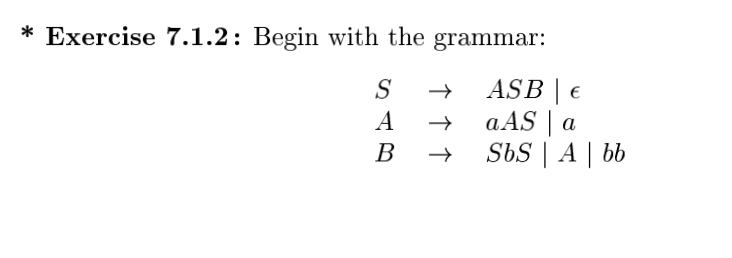 * Exercise 7.1.2: Begin with the grammar:
S → ASB | ϵ
A → aAS | a
B → SbS | A | bb